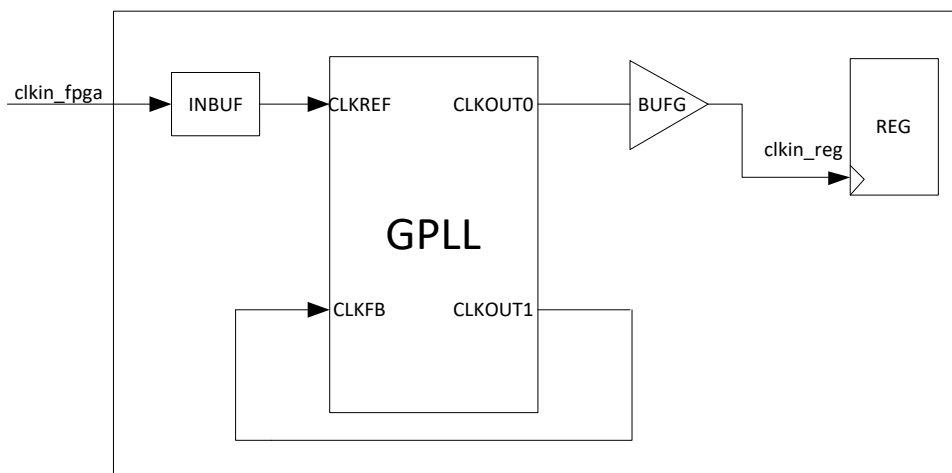 clkin_fpga
INBUF
CLKREF
CLKOUT0
BUFG
REG
clkin_reg
GPLL
CLKFB
CLKOUT1